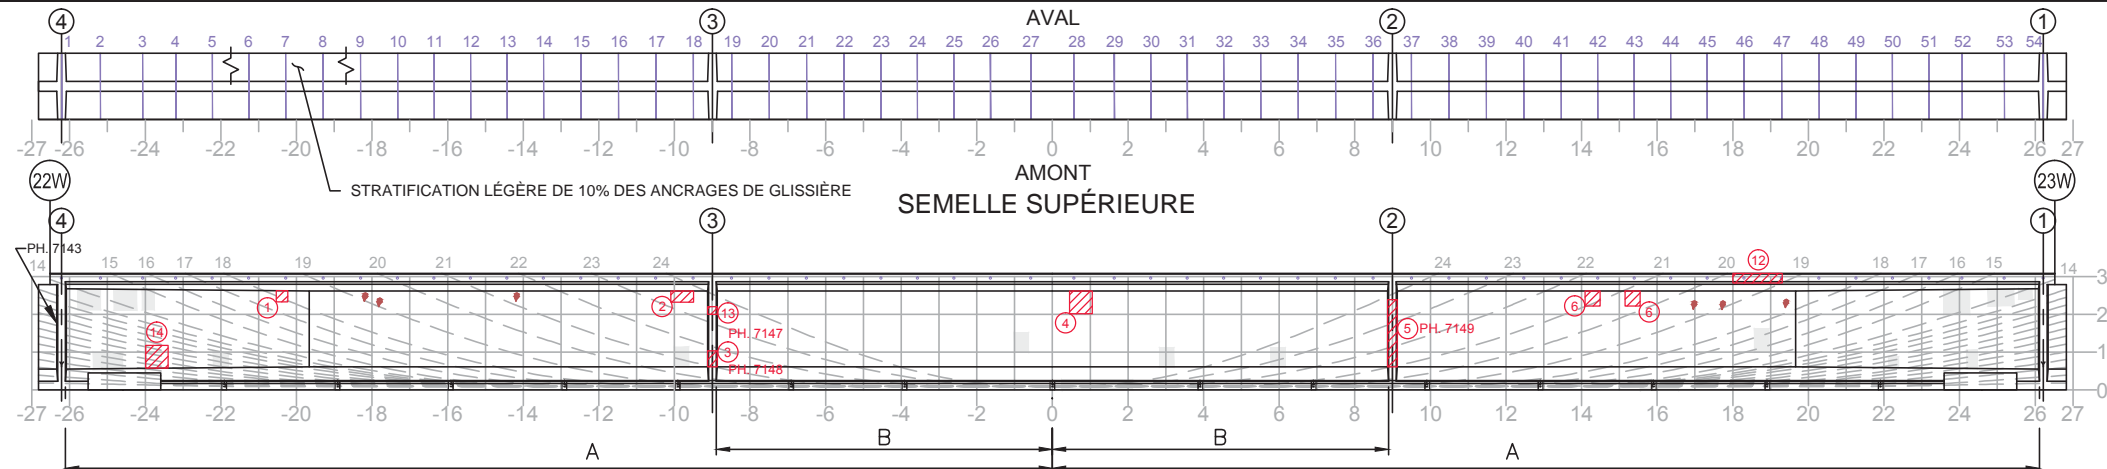 4 3 AVAL 2 1
1 2 3 4 5 6 7 8 9 10 11 12 13 14 15 16 17 18 19 20 21 22 23 24 25 26 27 28 29 30 31 32 33 34 35 36 37 38 39 40 41 42 43 44 45 46 47 48 49 50 51 52 53 54
-27 -26 -24 -22 -20 -18 -16 -14 -12 -10 -8 -6 -4 -2 0 2 4 6 8 10 12 14 16 18 20 22 24 26 27
STRATIFICATION LÉGÈRE DE 10% DES ANCRAGES DE GLISSIÈRE
AMONT
SEMELLE SUPÉRIEURE
22W 23W
4 3 2 1
PH. 7143
14 15 16 17 18 19 20 21 22 23 24 24 23 22 21 20 19 18 17 16 15 14
12
1 2 13 4 5 PH. 7149 6 6
14
PH. 7147
3
PH. 7148
3
2
1
0
-27 -26 -24 -22 -20 -18 -16 -14 -12 -10 -8 -6 -4 -2 0 2 4 6 8 10 12 14 16 18 20 22 24 26 27
A B B A